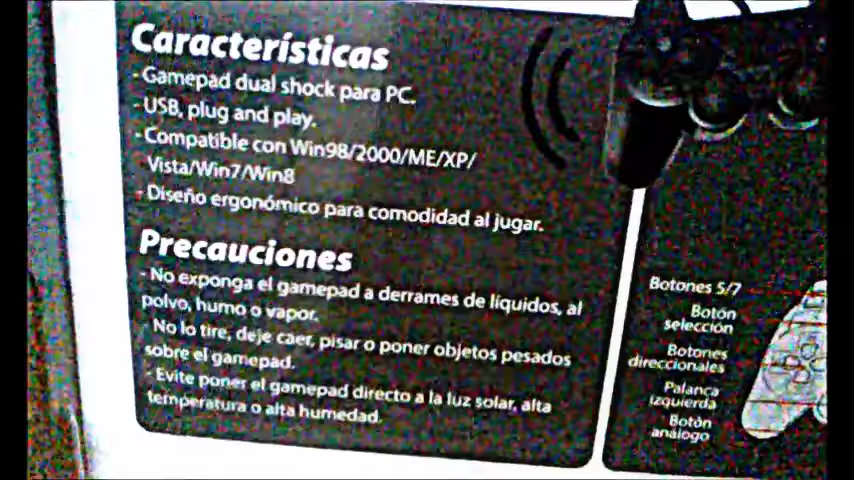 Características
- Gamepad dual shock para PC.
- USB, plug and play.
- Compatible con Win98/2000/ME/XP/
Vista/Win7/Win8
- Diseño ergonómico para comodidad al jugar.
Precauciones
- No exponga el gamepad a derrames de líquidos, al
polvo, humo o vapor.
- No lo tire, deje caer, pisar o poner objetos pesados
sobre el gamepad.
- Evite poner el gamepad directo a la luz solar, alta
temperatura o alta humedad.
Botones 5/7
Botón
selección
Botones
direccionales
Palanca
izquierda
Botón
análogo